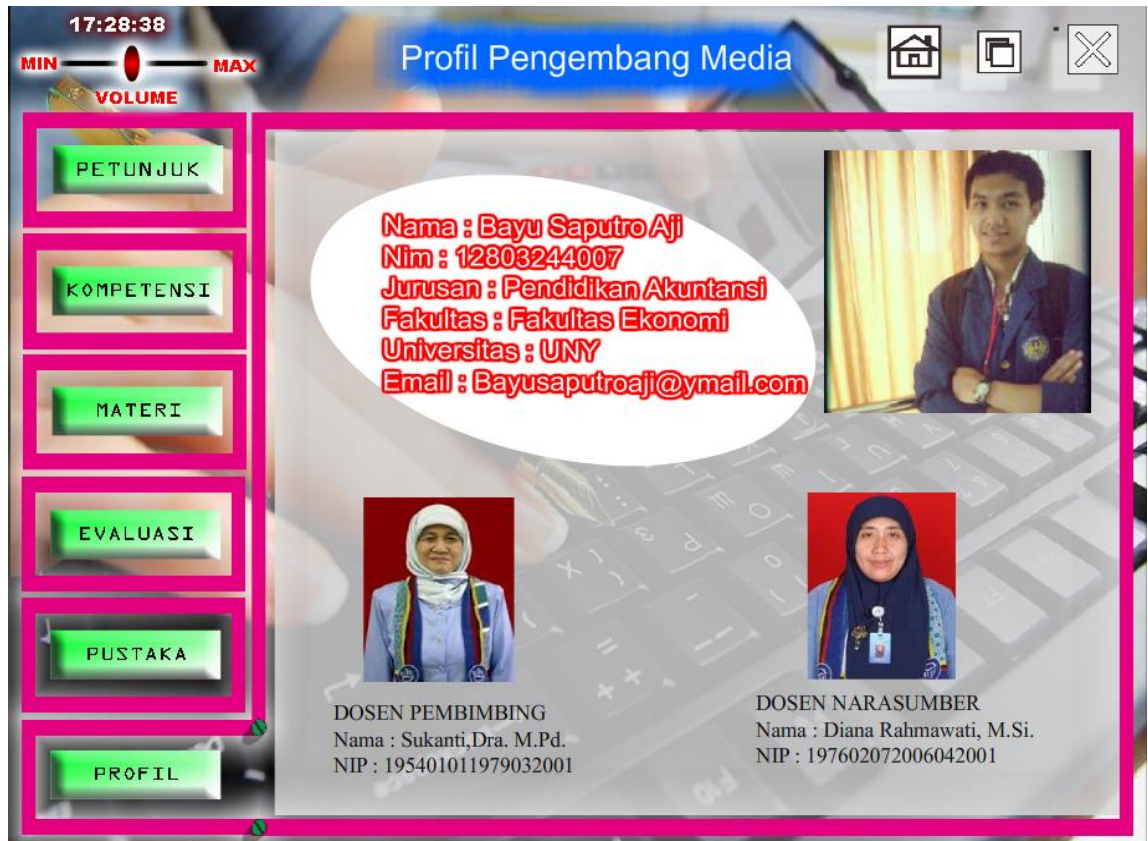 17:28:38
MIN MAX
VOLUME
Profil Pengembang Media
PETUNJUK
KOMPETENSI
MATERI
EVALUASI
PUSTAKA
PROFIL
Nama : Bayu Saputro Aji
Nim : 12803244007
Jurusan : Pendidikan Akuntansi
Fakultas : Fakultas Ekonomi
Universitas : UNY
Email : Bayusaputroaji@ymail.com
DOSEN PEMBIMBING
Nama : Sukanti,Dra. M.Pd.
NIP : 195401011979032001
DOSEN NARASUMBER
Nama : Diana Rahmawati, M.Si.
NIP : 197602072006042001